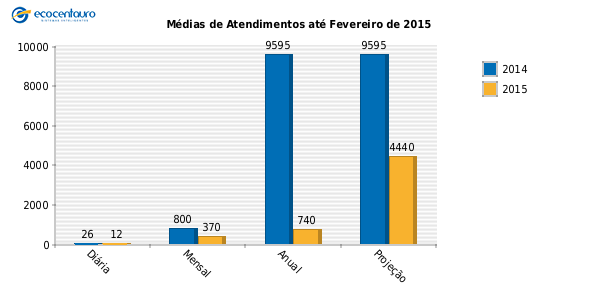 ecocentauro
Médias de Atendimentos até Fevereiro de 2015
10000
8000
6000
4000
2000
0
26
12
800
370
9595
740
9595
4440
Diária
Mensal
Anual
Projeção
2014
2015